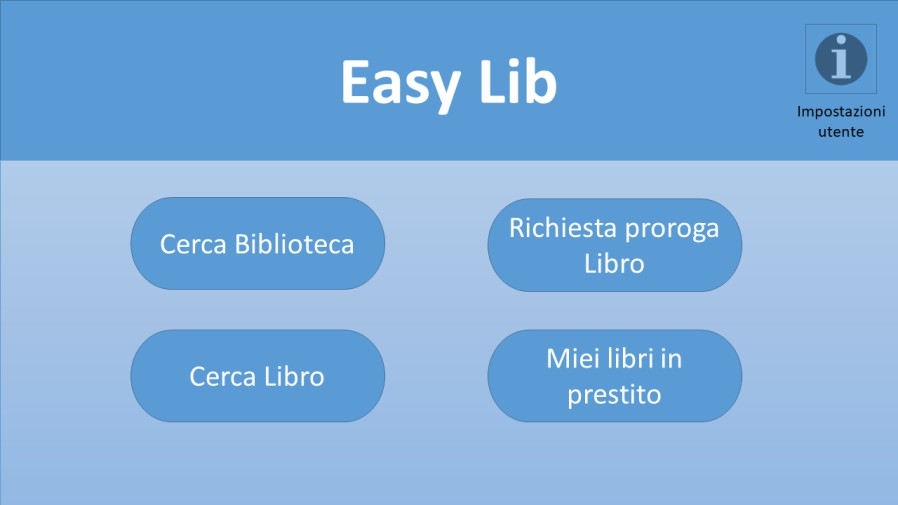 Easy Lib
Impostazioni
utente
Cerca Biblioteca
Richiesta proroga
Libro
Cerca Libro
Miei libri in
prestito